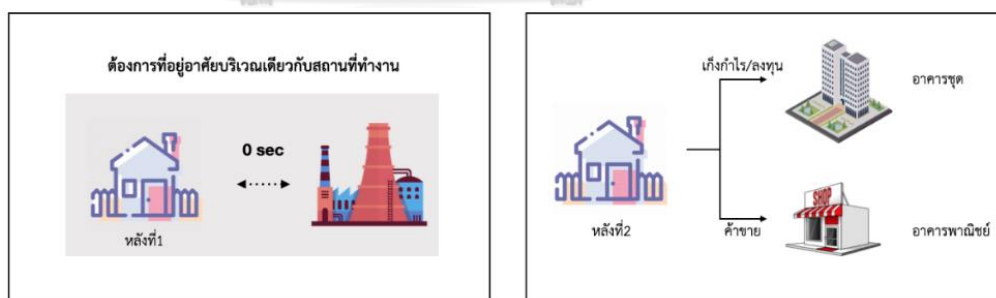 ต้องการที่อยู่อาศัยบริเวณเดียวกับสถานที่ทำงาน
0 sec
หลังที่1
เก็งกำไร/ลงทุน
อาคารชุด
SHOP
หลังที่2
ค้าขาย
อาคารพาณิชย์